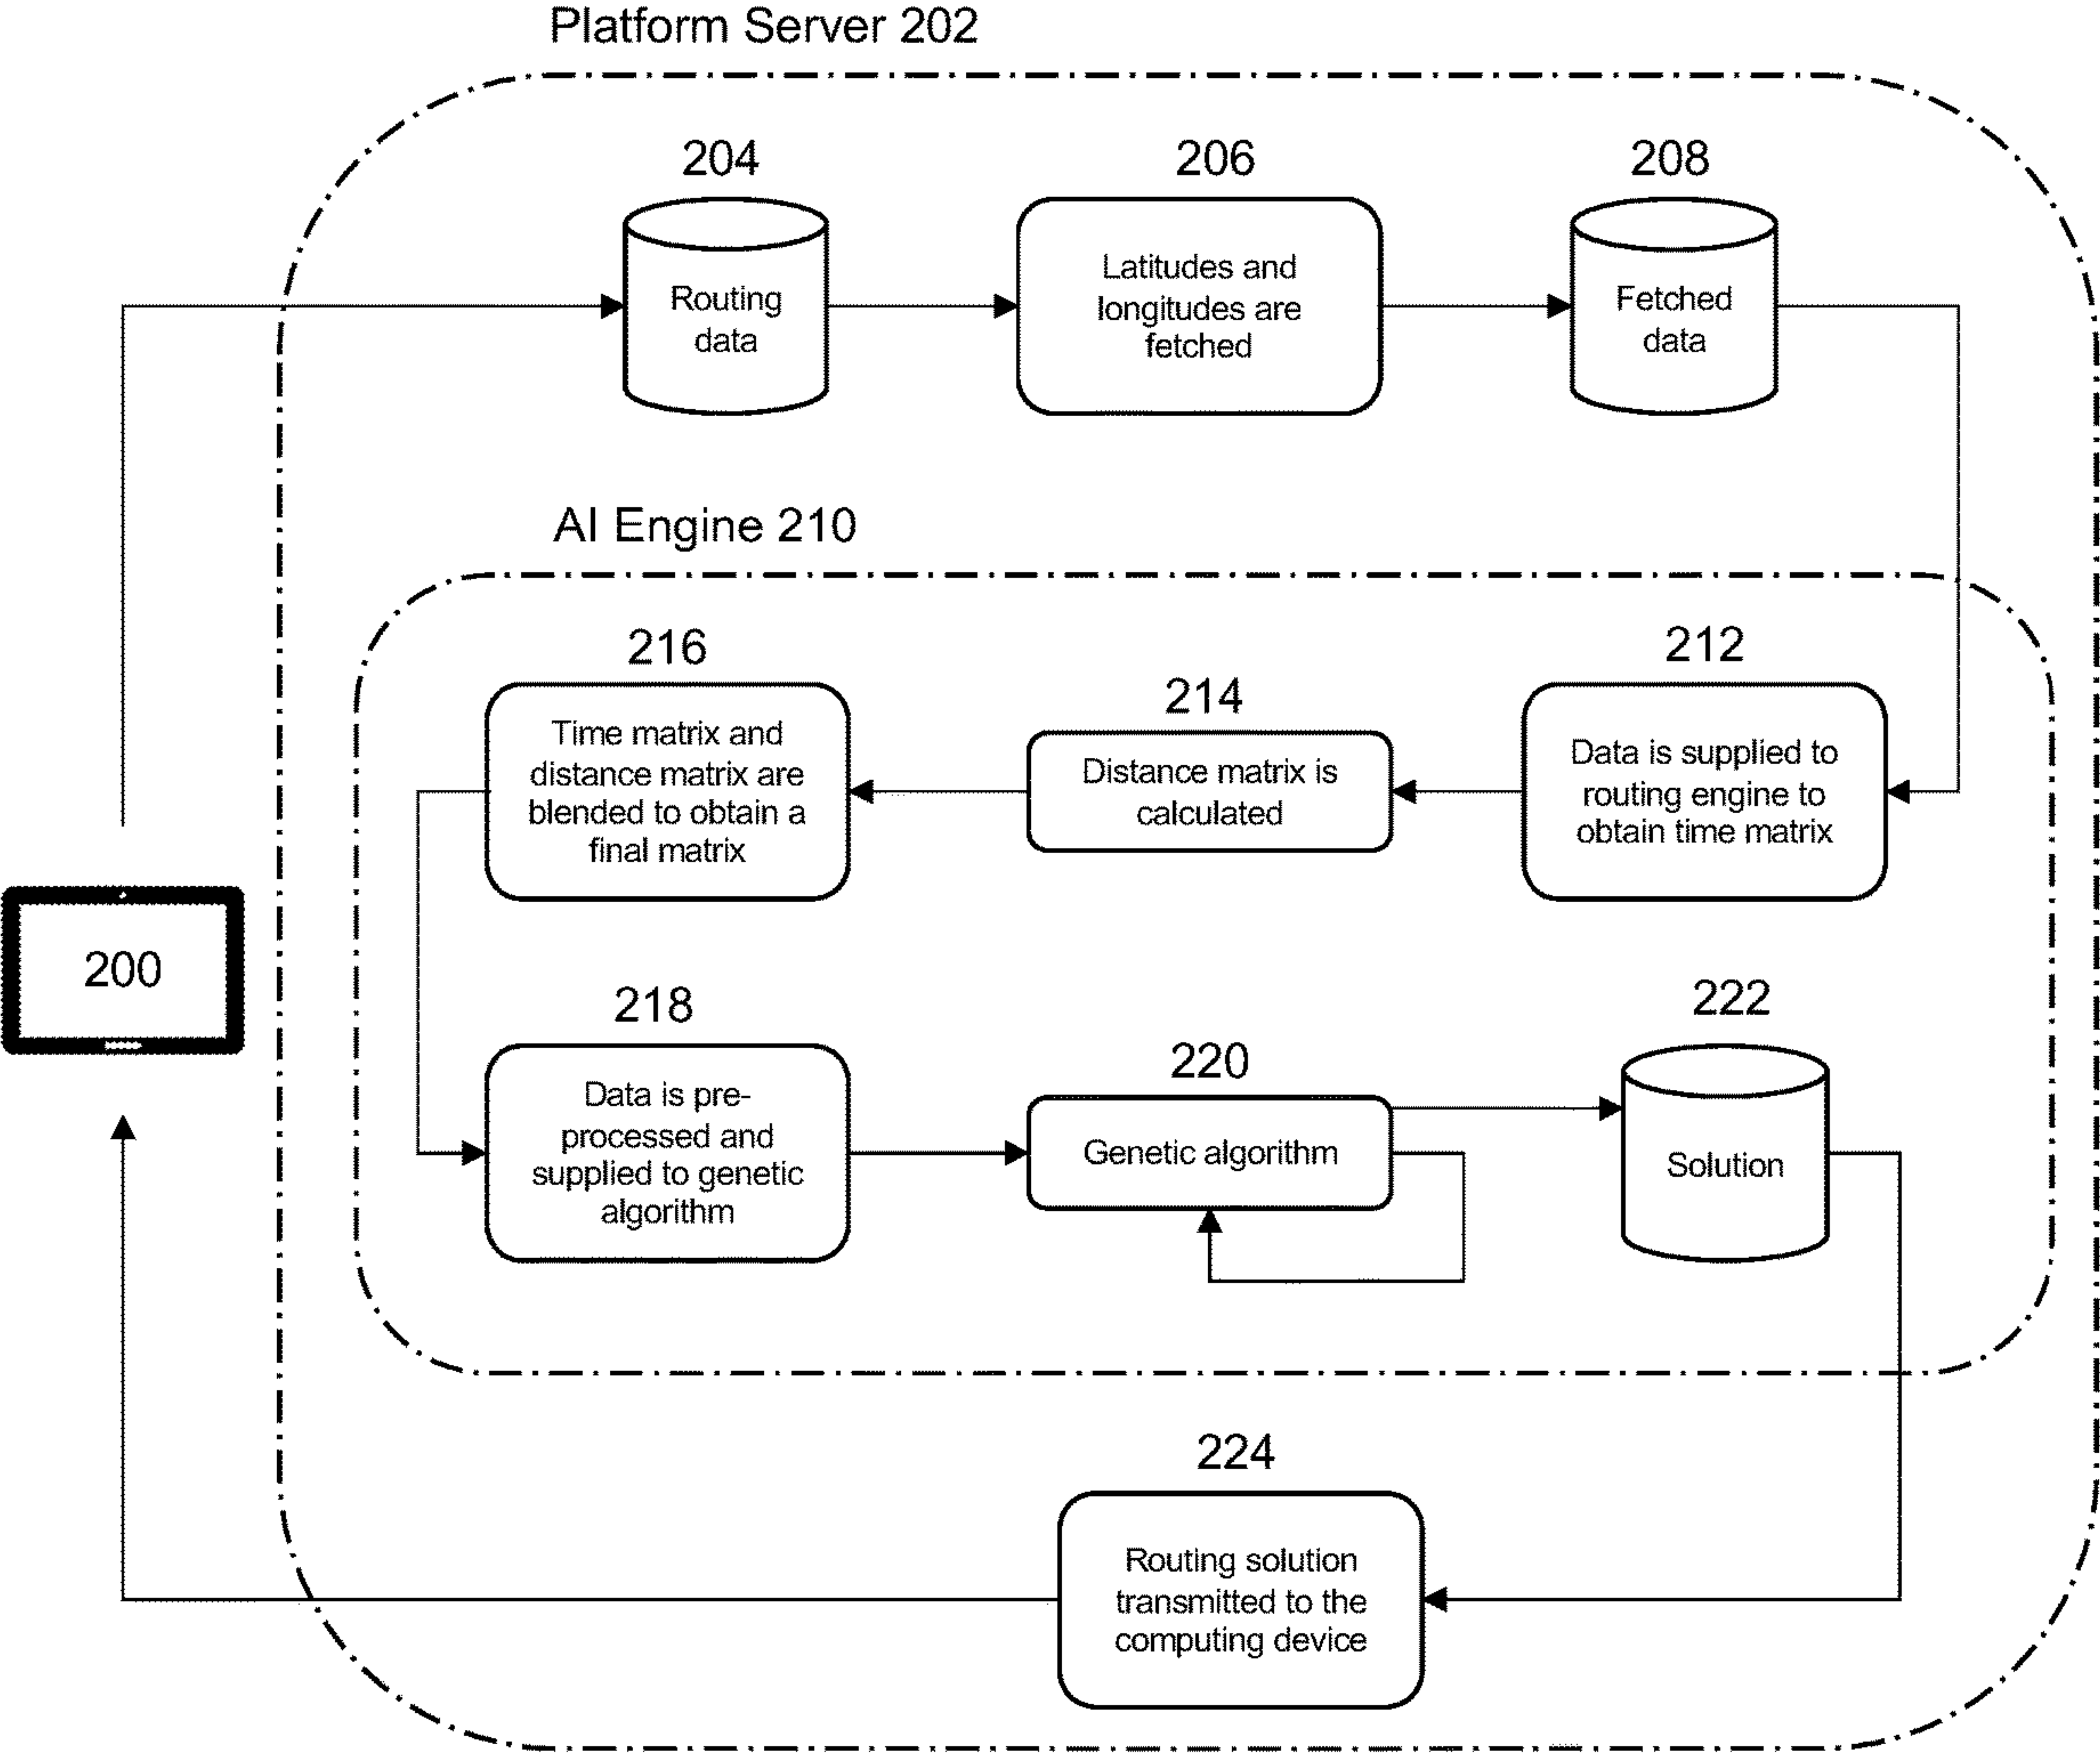 Platform Server 202
204
206
208
Routing
data
Latitudes and
longitudes are
fetched
Fetched
data
AI Engine 210
216
214
212
Time matrix and
distance matrix are
blended to obtain a
final matrix
Distance matrix is
calculated
Data is supplied to
routing engine to
obtain time matrix
200
218
220
222
Data is pre-
processed and
supplied to genetic
algorithm
Genetic algorithm
Solution
224
Routing solution
transmitted to the
computing device